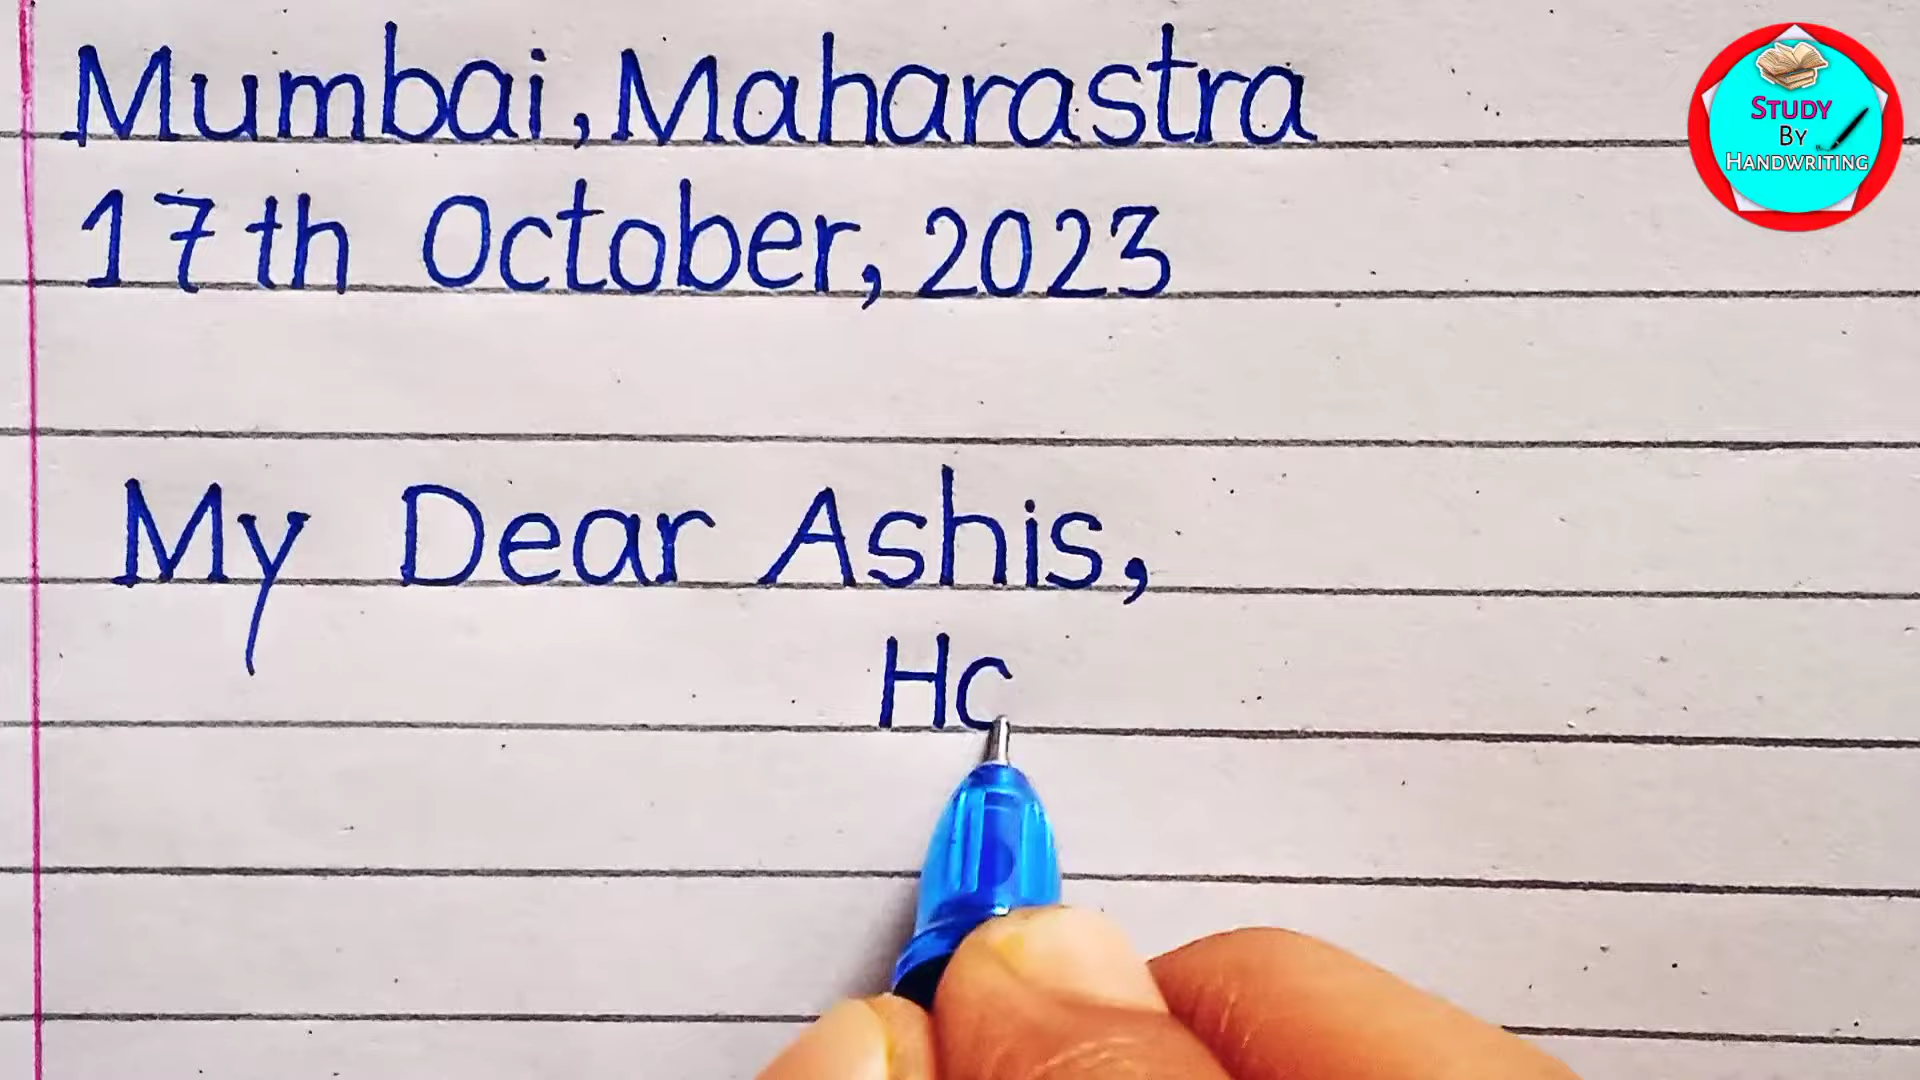 Mumbai, Maharastra
17th October, 2023
My Dear Ashis,
Hc
STUDY
BY
HANDWRITING